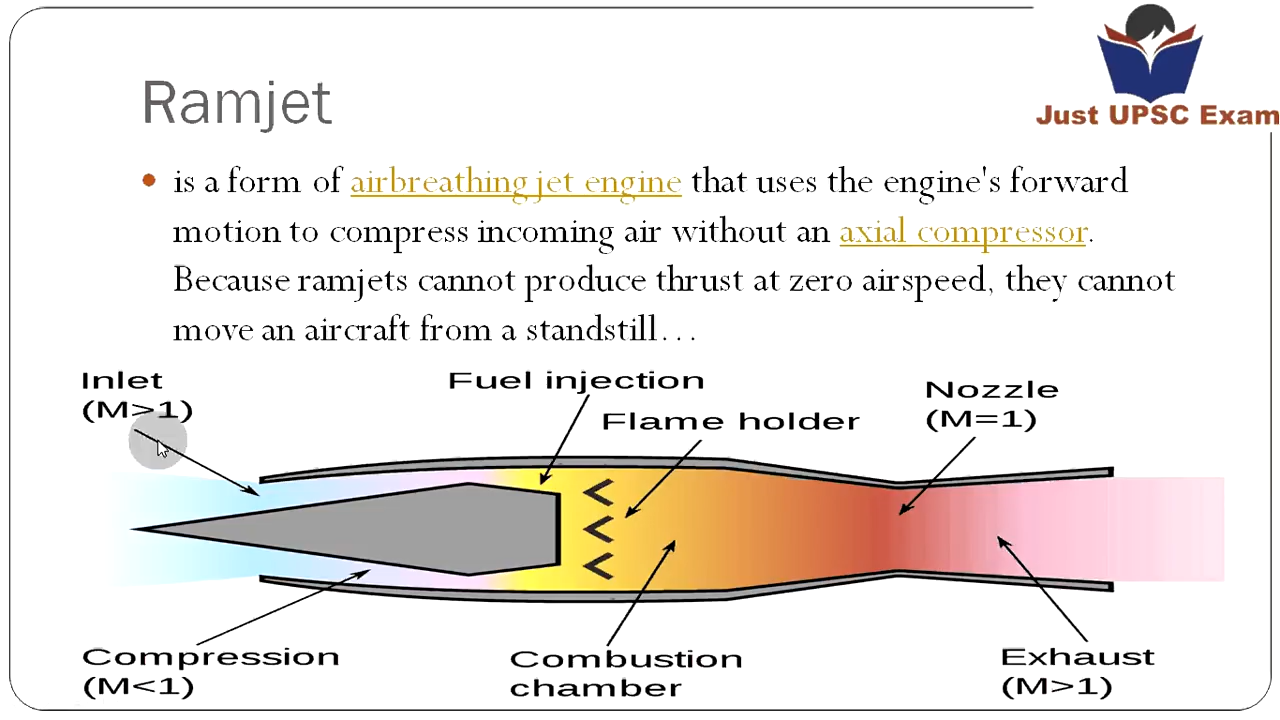 Just UPSC Exam
Ramjet
• is a form of airbreathing jet engine that uses the engine's forward
motion to compress incoming air without an axial compressor.
Because ramjets cannot produce thrust at zero airspeed, they cannot
move an aircraft from a standstill…
Inlet
(M>1)
Fuel injection
Flame holder
Nozzle
(M=1)
Compression
(M<1)
Combustion
chamber
Exhaust
(M>1)